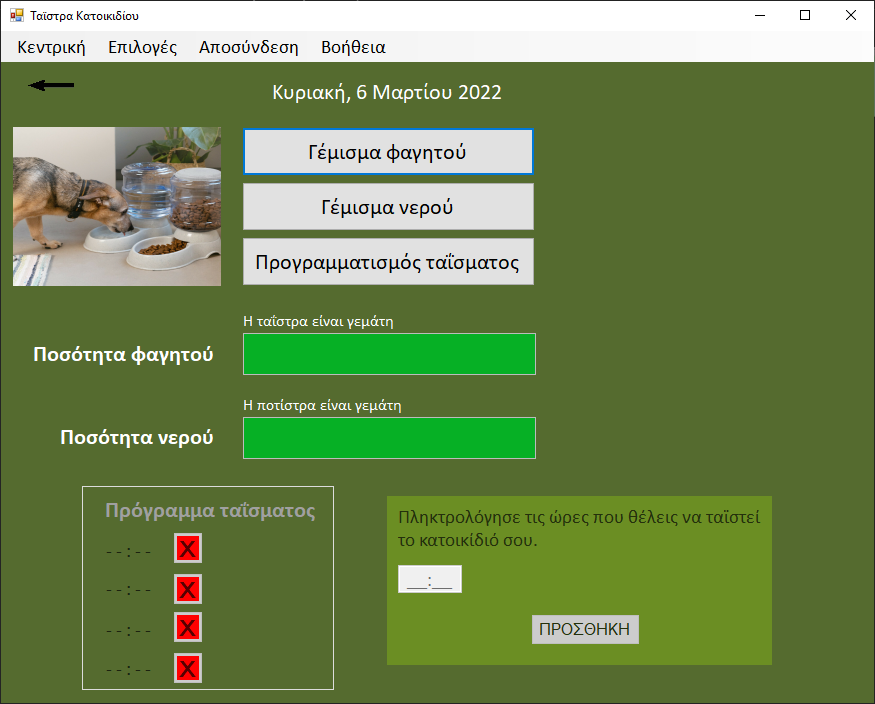 Ταΐστρα Κατοικιδίου
Κεντρική Επιλογές Αποσύνδεση Βοήθεια
Κυριακή, 6 Μαρτίου 2022
Γέμισμα φαγητού
Γέμισμα νερού
Προγραμματισμός ταΐσματος
Η ταΐστρα είναι γεμάτη
Ποσότητα φαγητού
Η ποτίστρα είναι γεμάτη
Ποσότητα νερού
Πρόγραμμα ταΐσματος
--:-- X
--:-- X
--:-- X
--:-- X
Πληκτρολόγησε τις ώρες που θέλεις να ταϊστεί
το κατοικίδιό σου.
__:__
ΠΡΟΣΘΗΚΗ